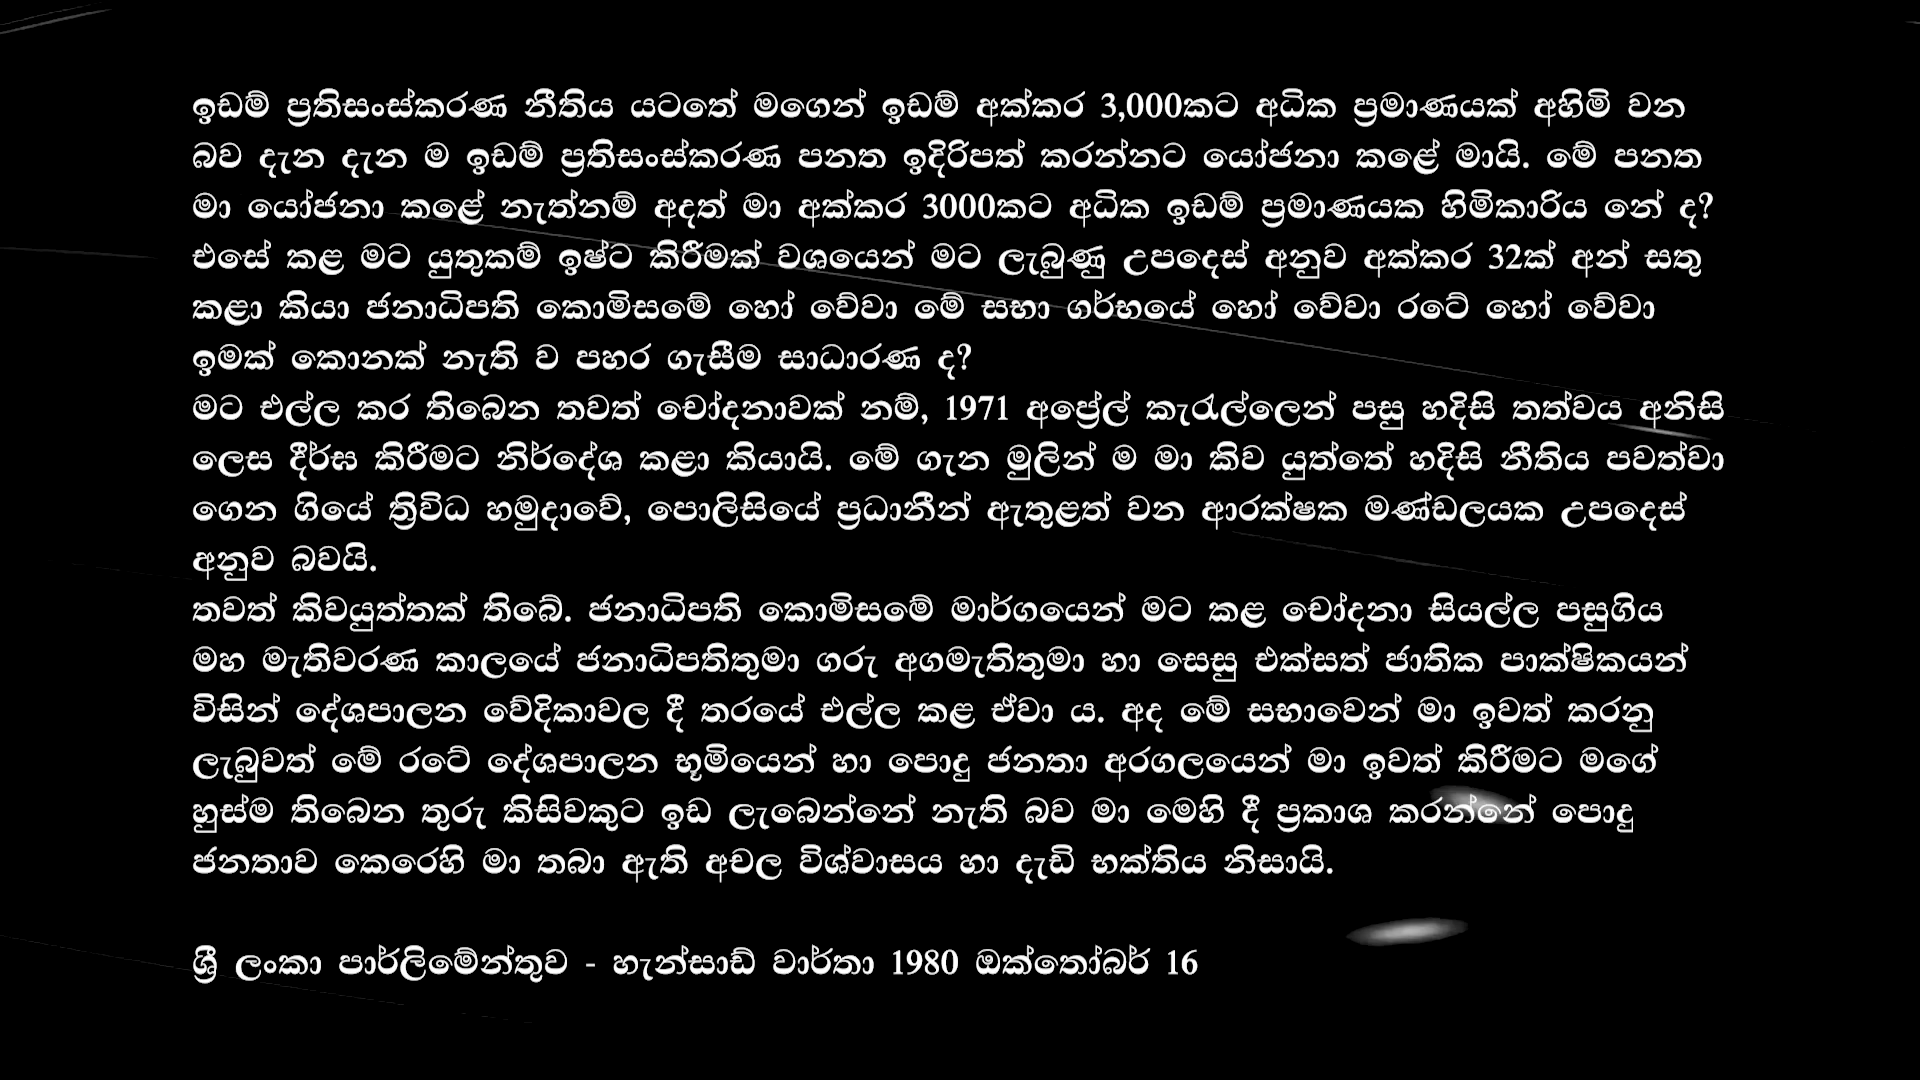 ඉඩම් ප්‍රතිසංස්කරණ නීතිය යටතේ මගෙන් ඉඩම් අක්කර 3,000කට අධික ප්‍රමාණයක් අහිමි වන
බව දැන දැන ම ඉඩම් ප්‍රතිසංස්කරණ පනත ඉදිරිපත් කරන්නට යෝජනා කළේ මායි. මේ පනත
මා යෝජනා කළේ නැත්නම් අදත් මා අක්කර 3000කට අධික ඉඩම් ප්‍රමාණයක හිමිකාරිය නේ ද?
එසේ කළ මට යුතුකම් ඉෂ්ට කිරීමක් වශයෙන් මට ලැබුණු උපදෙස් අනුව අක්කර 32ක් අන් සතු
කළා කියා ජනාධිපති කොමිසමේ හෝ වේවා මේ සභා ගර්භයේ හෝ වේවා රටේ හෝ වේවා
ඉමක් කොනක් නැති ව පහර ගැසීම සාධාරණ ද?
මට එල්ල කර තිබෙන තවත් චෝදනාවක් නම්, 1971 අප්‍රේල් කැරැල්ලෙන් පසු හදිසි තත්වය අනිසි
ලෙස දීර්ඝ කිරීමට නිර්දේශ කළා කියායි. මේ ගැන මුලින් ම මා කිව යුත්තේ හදිසි නීතිය පවත්වා
ගෙන ගියේ ත්‍රිවිධ හමුදාවේ, පොලිසියේ ප්‍රධානීන් ඇතුළත් වන ආරක්ෂක මණ්ඩලයක උපදෙස්
අනුව බවයි.
තවත් කිවයුත්තක් තිබේ. ජනාධිපති කොමිසමේ මාර්ගයෙන් මට කළ චෝදනා සියල්ල පසුගිය
මහ මැතිවරණ කාලයේ ජනාධිපතිතුමා ගරු අගමැතිතුමා හා සෙසු එක්සත් ජාතික පාක්ෂිකයන්
විසින් දේශපාලන වේදිකාවල දී තරයේ එල්ල කළ ඒවා ය. අද මේ සභාවෙන් මා ඉවත් කරනු
ලැබුවත් මේ රටේ දේශපාලන භූමියෙන් හා පොදු ජනතා අරගලයෙන් මා ඉවත් කිරීමට මගේ
හුස්ම තිබෙන තුරු කිසිවකුට ඉඩ ලැබෙන්නේ නැති බව මා මෙහි දී ප්‍රකාශ කරන්නේ පොදු
ජනතාව කෙරෙහි මා තබා ඇති අචල විශ්වාසය හා දැඩි භක්තිය නිසායි.
ශ්‍රී ලංකා පාර්ලිමේන්තුව - හැන්සාඩ් වාර්තා 1980 ඔක්තෝබර් 16